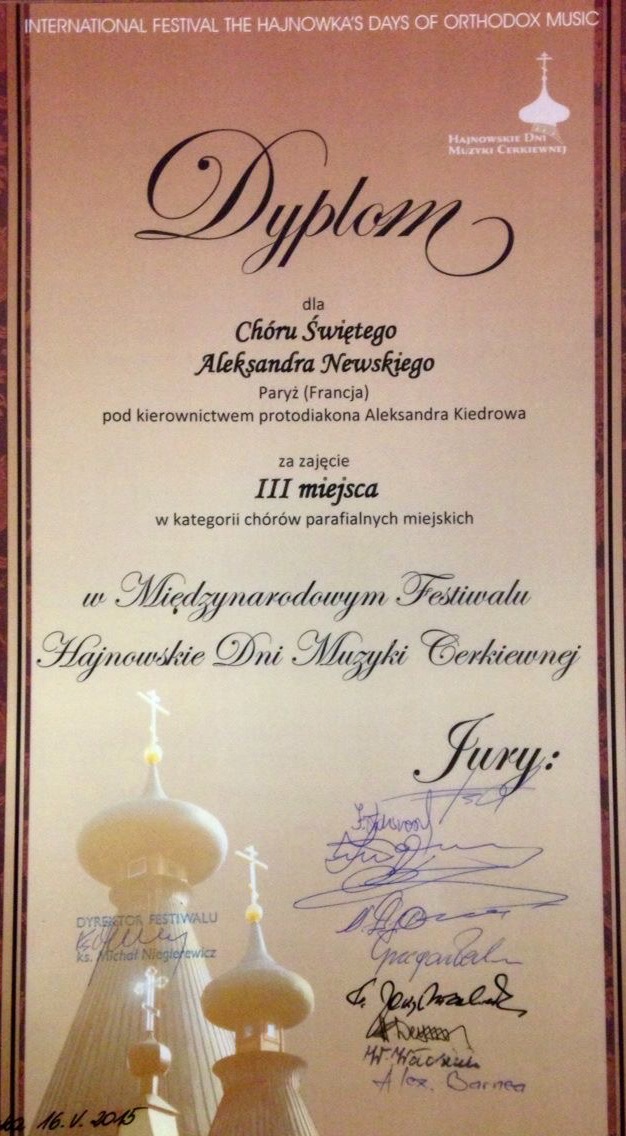 INTERNATIONAL FESTIVAL THE HAJNOWKA'S DAYS OF ORTHODOX MUSIC
HAJNOWSKIE DNI
MUZYKI CERKIEWNEJ
Dyplom
dla
Chóru Świętego
Aleksandra Newskiego
Paryż (Francja)
pod kierownictwem protodiakona Aleksandra Kiedrowa
za zajęcie
III miejsca
w kategorii chórów parafialnych miejskich
w Międzynarodowym Festiwalu
Hajnowskie Dni Muzyki Cerkiewnej
Jury:
DYREKTOR FESTIWALU
ks. Michał Niegierewicz
Alex. Barnea
16.V.2015